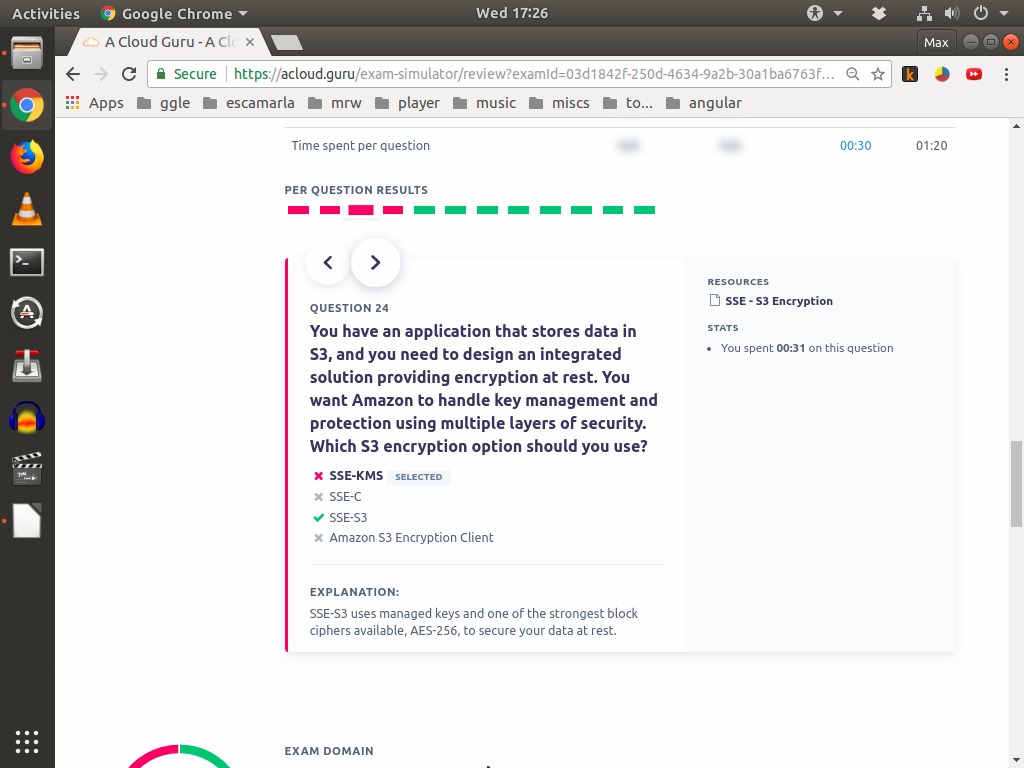 Activities Google Chrome Wed 17:26
A Cloud Guru - A Clo Max
Secure https://acloud.guru/exam-simulator/review?examId=03d1842f-250d-4634-9a2b-30a1ba6763f...
Apps ggle escamarla mrw player music miscs to... angular
Time spent per question 00:30 01:20
PER QUESTION RESULTS
QUESTION 24
You have an application that stores data in
S3, and you need to design an integrated
solution providing encryption at rest. You
want Amazon to handle key management and
protection using multiple layers of security.
Which S3 encryption option should you use?
SSE-KMS SELECTED
SSE-C
SSE-S3
Amazon S3 Encryption Client
EXPLANATION:
SSE-S3 uses managed keys and one of the strongest block
ciphers available, AES-256, to secure your data at rest.
RESOURCES
SSE - S3 Encryption
STATS
You spent 00:31 on this question
EXAM DOMAIN